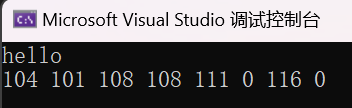 C:\ Microsoft Visual Studio 调试控制台
hello
104 101 108 108 111 0 116 0